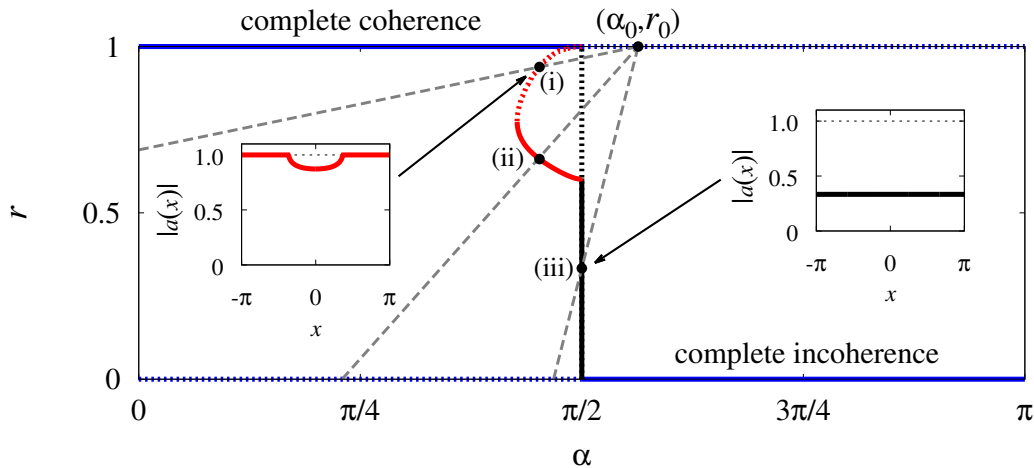 complete coherence
(α₀,r₀)
1
(i)
1.0
|a(x)|
0.5
0
-π
0
π
x
(ii)
1.0
|a(x)|
0.5
0
-π
0
π
x
r
0.5
(iii)
complete incoherence
0
0
π/4
π/2
3π/4
π
α